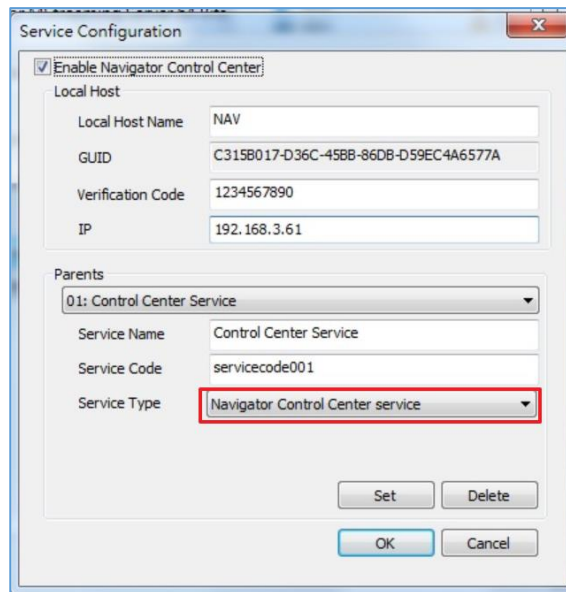 Service Configuration
Enable Navigator Control Center
Local Host
Local Host Name NAV
GUID C315B017-D36C-45BB-86DB-D59EC4A6577A
Verification Code 1234567890
IP 192.168.3.61
Parents
01: Control Center Service
Service Name Control Center Service
Service Code servicecode001
Service Type Navigator Control Center service
Set Delete
OK Cancel